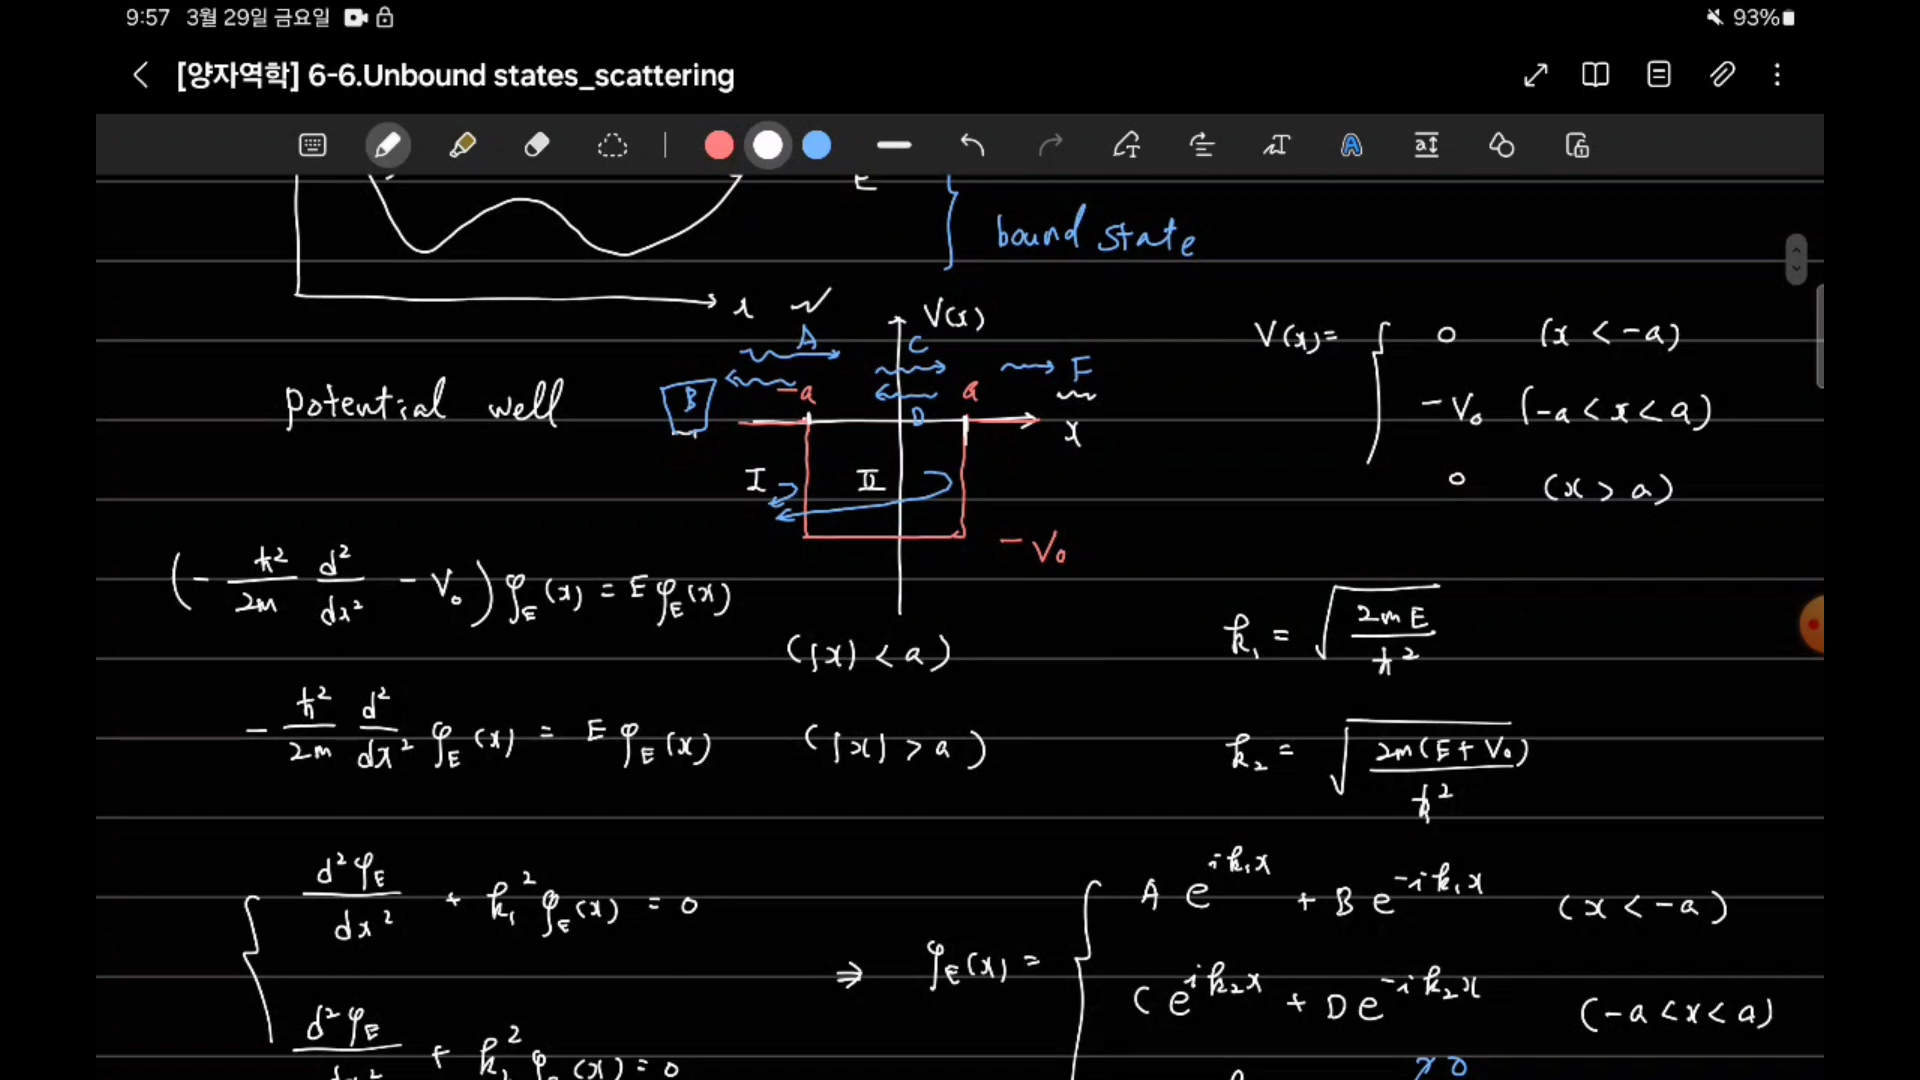 9:57 3월 29일 금요일
93%
[양자역학] 6-6.Unbound states_scattering
E
bound state
x
V(x)
A
C
F
B
-a
a
D
x
I
II
-V₀
potential well
V(x)= { 0 (x < -a)
-V₀ (-a < x < a)
0 (x > a)
(-ħ²/2m d²/dx² - V₀) φ_E(x) = E φ_E(x) (|x| < a)
k₁ = √(2mE/ħ²)
-ħ²/2m d²/dx² φ_E(x) = E φ_E(x) (|x| > a)
k₂ = √(2m(E+V₀)/ħ²)
d²φ_E/dx² + k₁² φ_E(x) = 0
⇒ φ_E(x) = { A e^{ik₁x} + B e^{-ik₁x} (x < -a)
C e^{ik₂x} + D e^{-ik₂x} (-a < x < a)